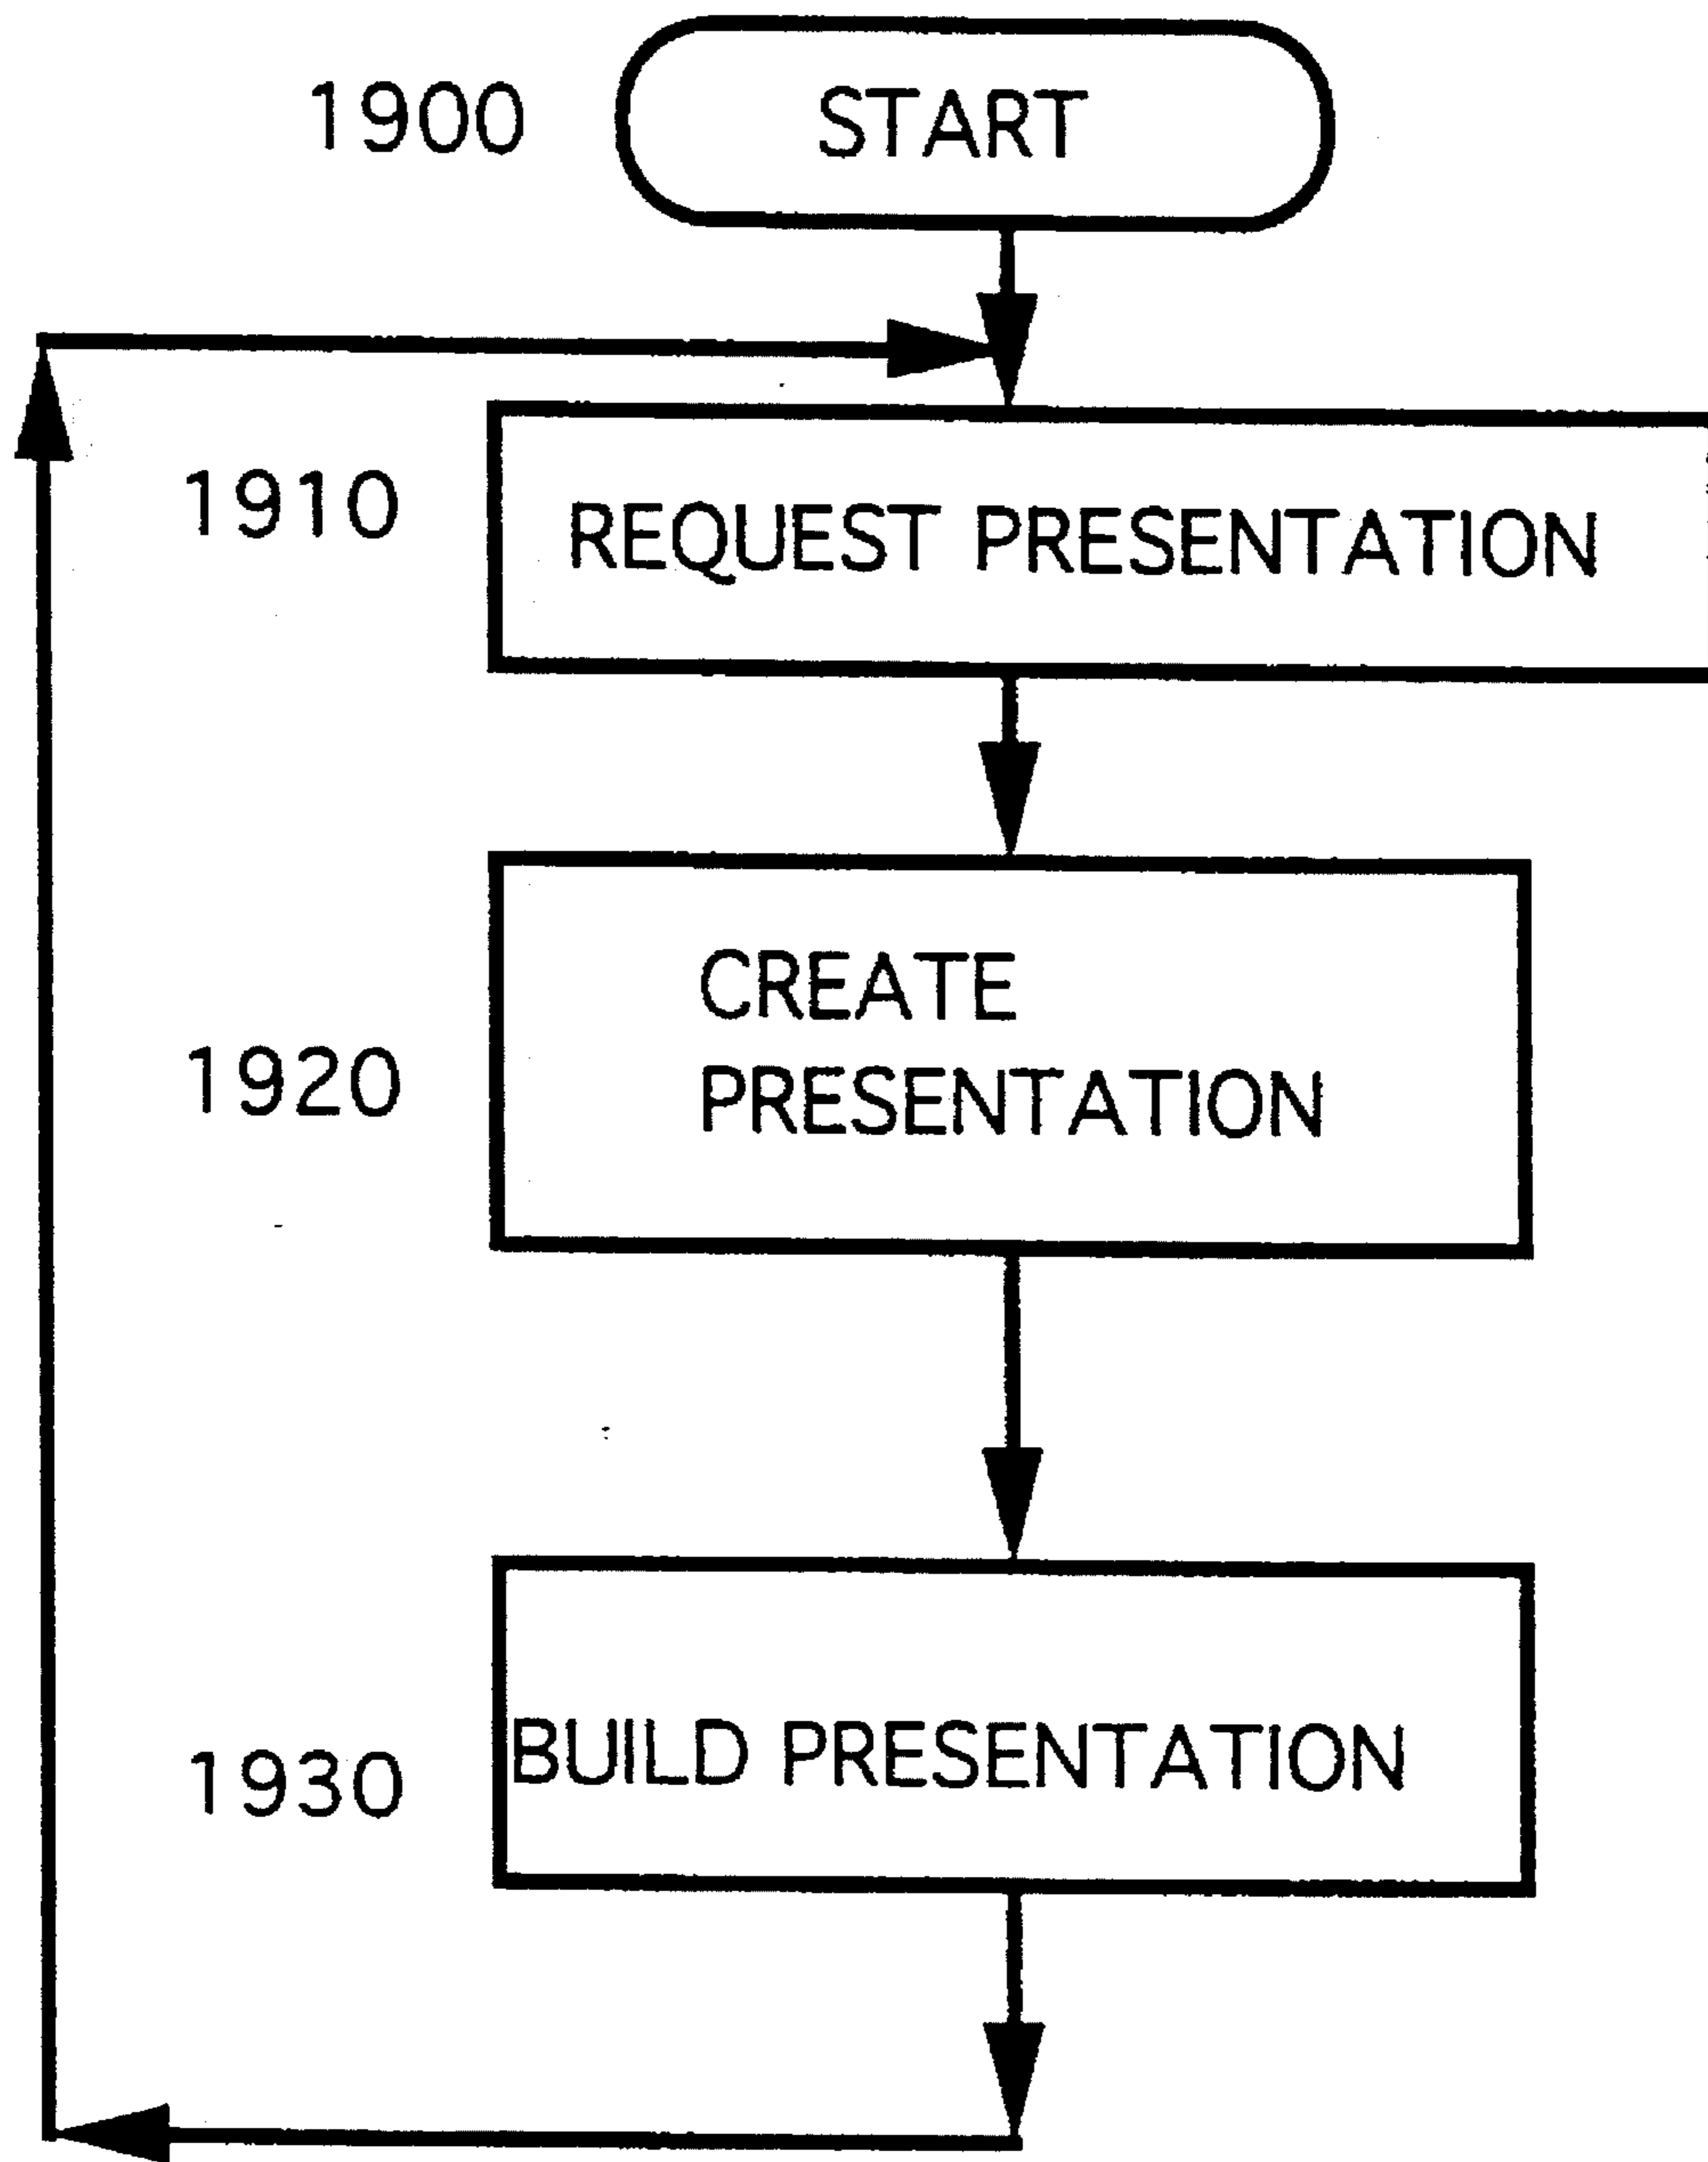 1900
START
1910
REQUEST PRESENTATION
1920
CREATE
PRESENTATION
1930
BUILD PRESENTATION